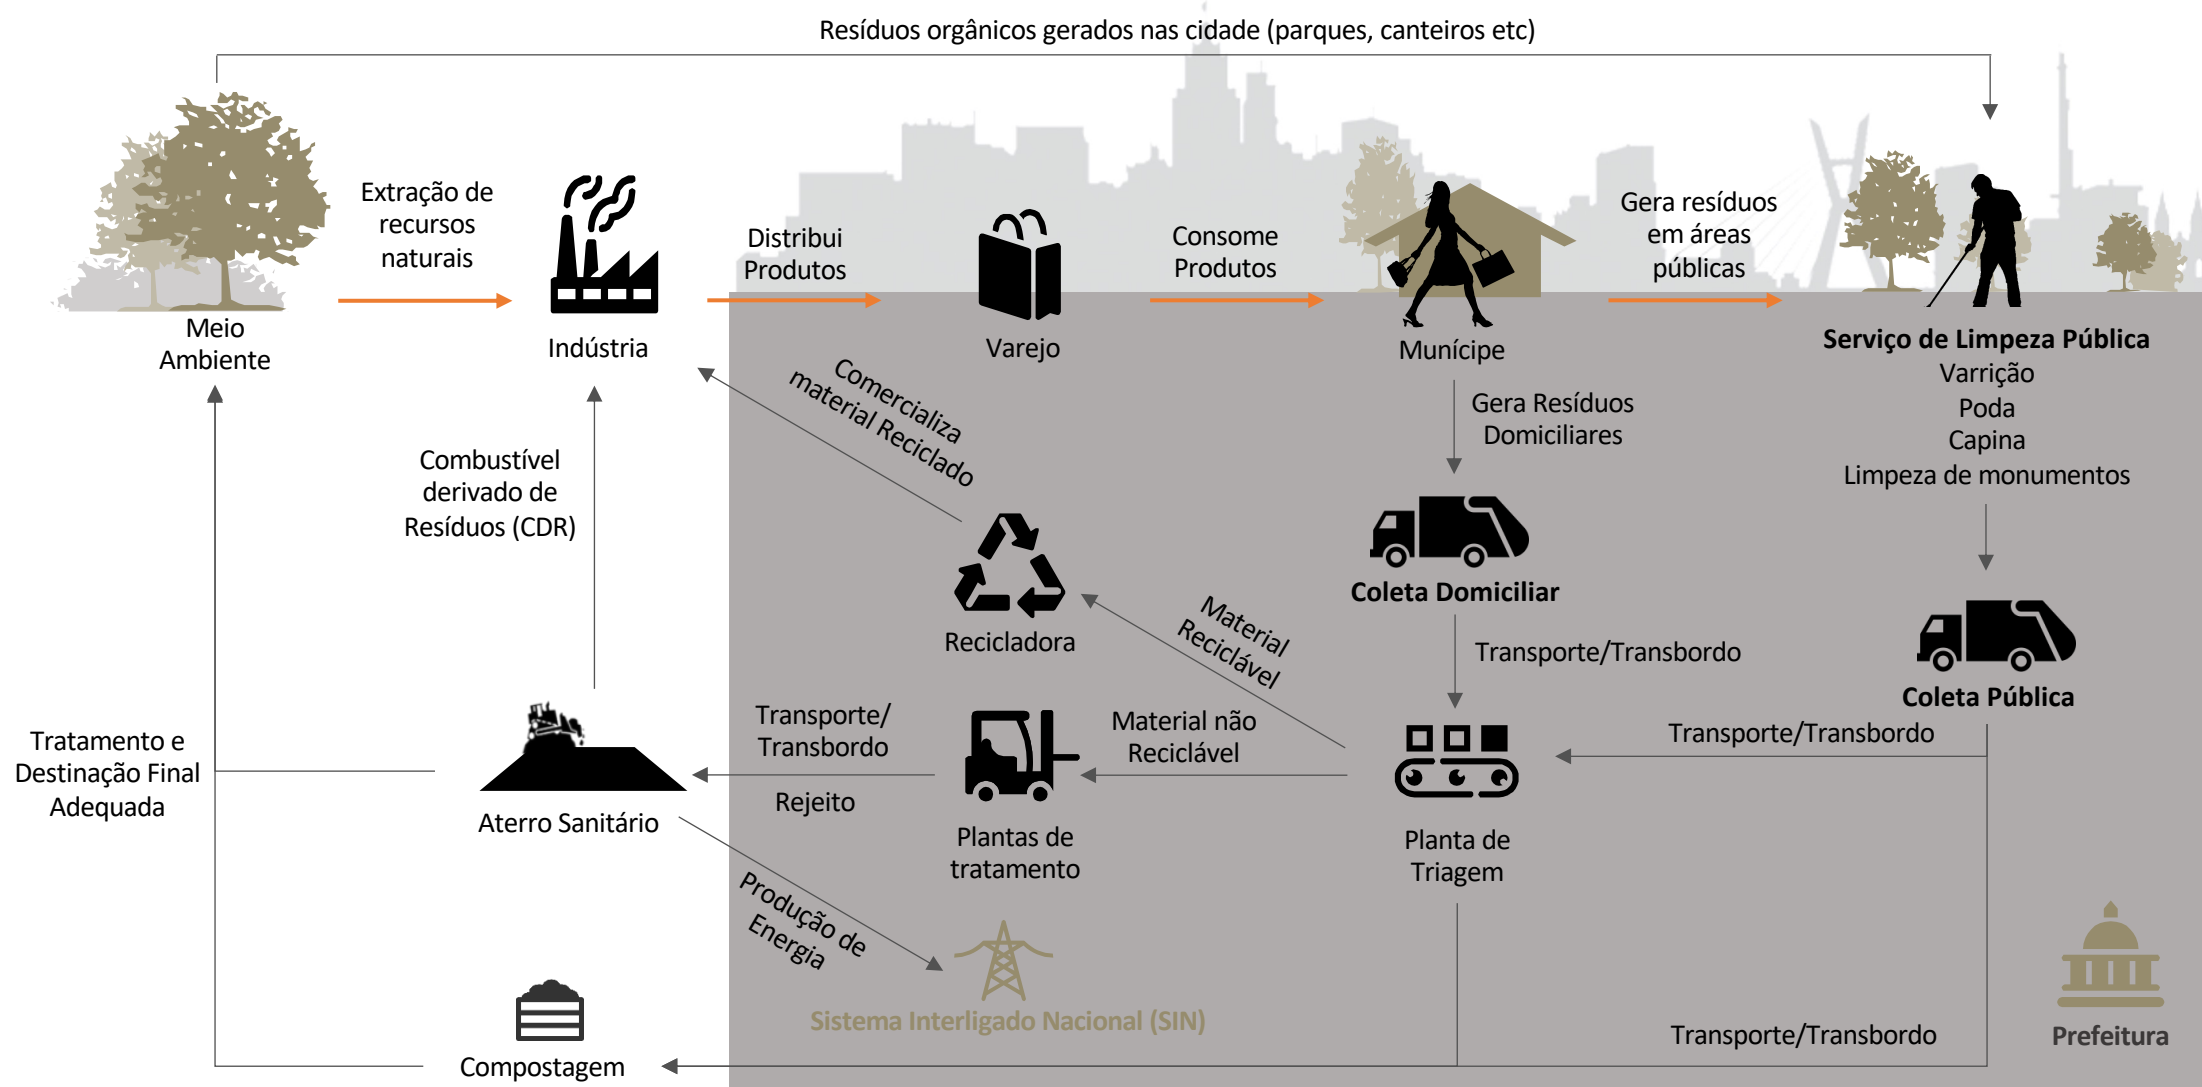 Resíduos orgânicos gerados nas cidade (parques, canteiros etc)
Extração de
recursos
naturais
Distribui
Produtos
Consome
Produtos
Gera resíduos
em áreas
públicas
Meio
Ambiente
Indústria
Varejo
Munícipe
Serviço de Limpeza Pública
Varrição
Poda
Capina
Limpeza de monumentos
Comercializa
material Reciclado
Gera Resíduos
Domiciliares
Combustível
derivado de
Resíduos (CDR)
Coleta Domiciliar
Recicladora
Material
Reciclável
Transporte/Transbordo
Coleta Pública
Transporte/
Transbordo
Rejeito
Material não
Reciclável
Transporte/Transbordo
Tratamento e
Destinação Final
Adequada
Aterro Sanitário
Plantas de
tratamento
Planta de
Triagem
Produção de
Energia
Sistema Interligado Nacional (SIN)
Transporte/Transbordo
Prefeitura
Compostagem